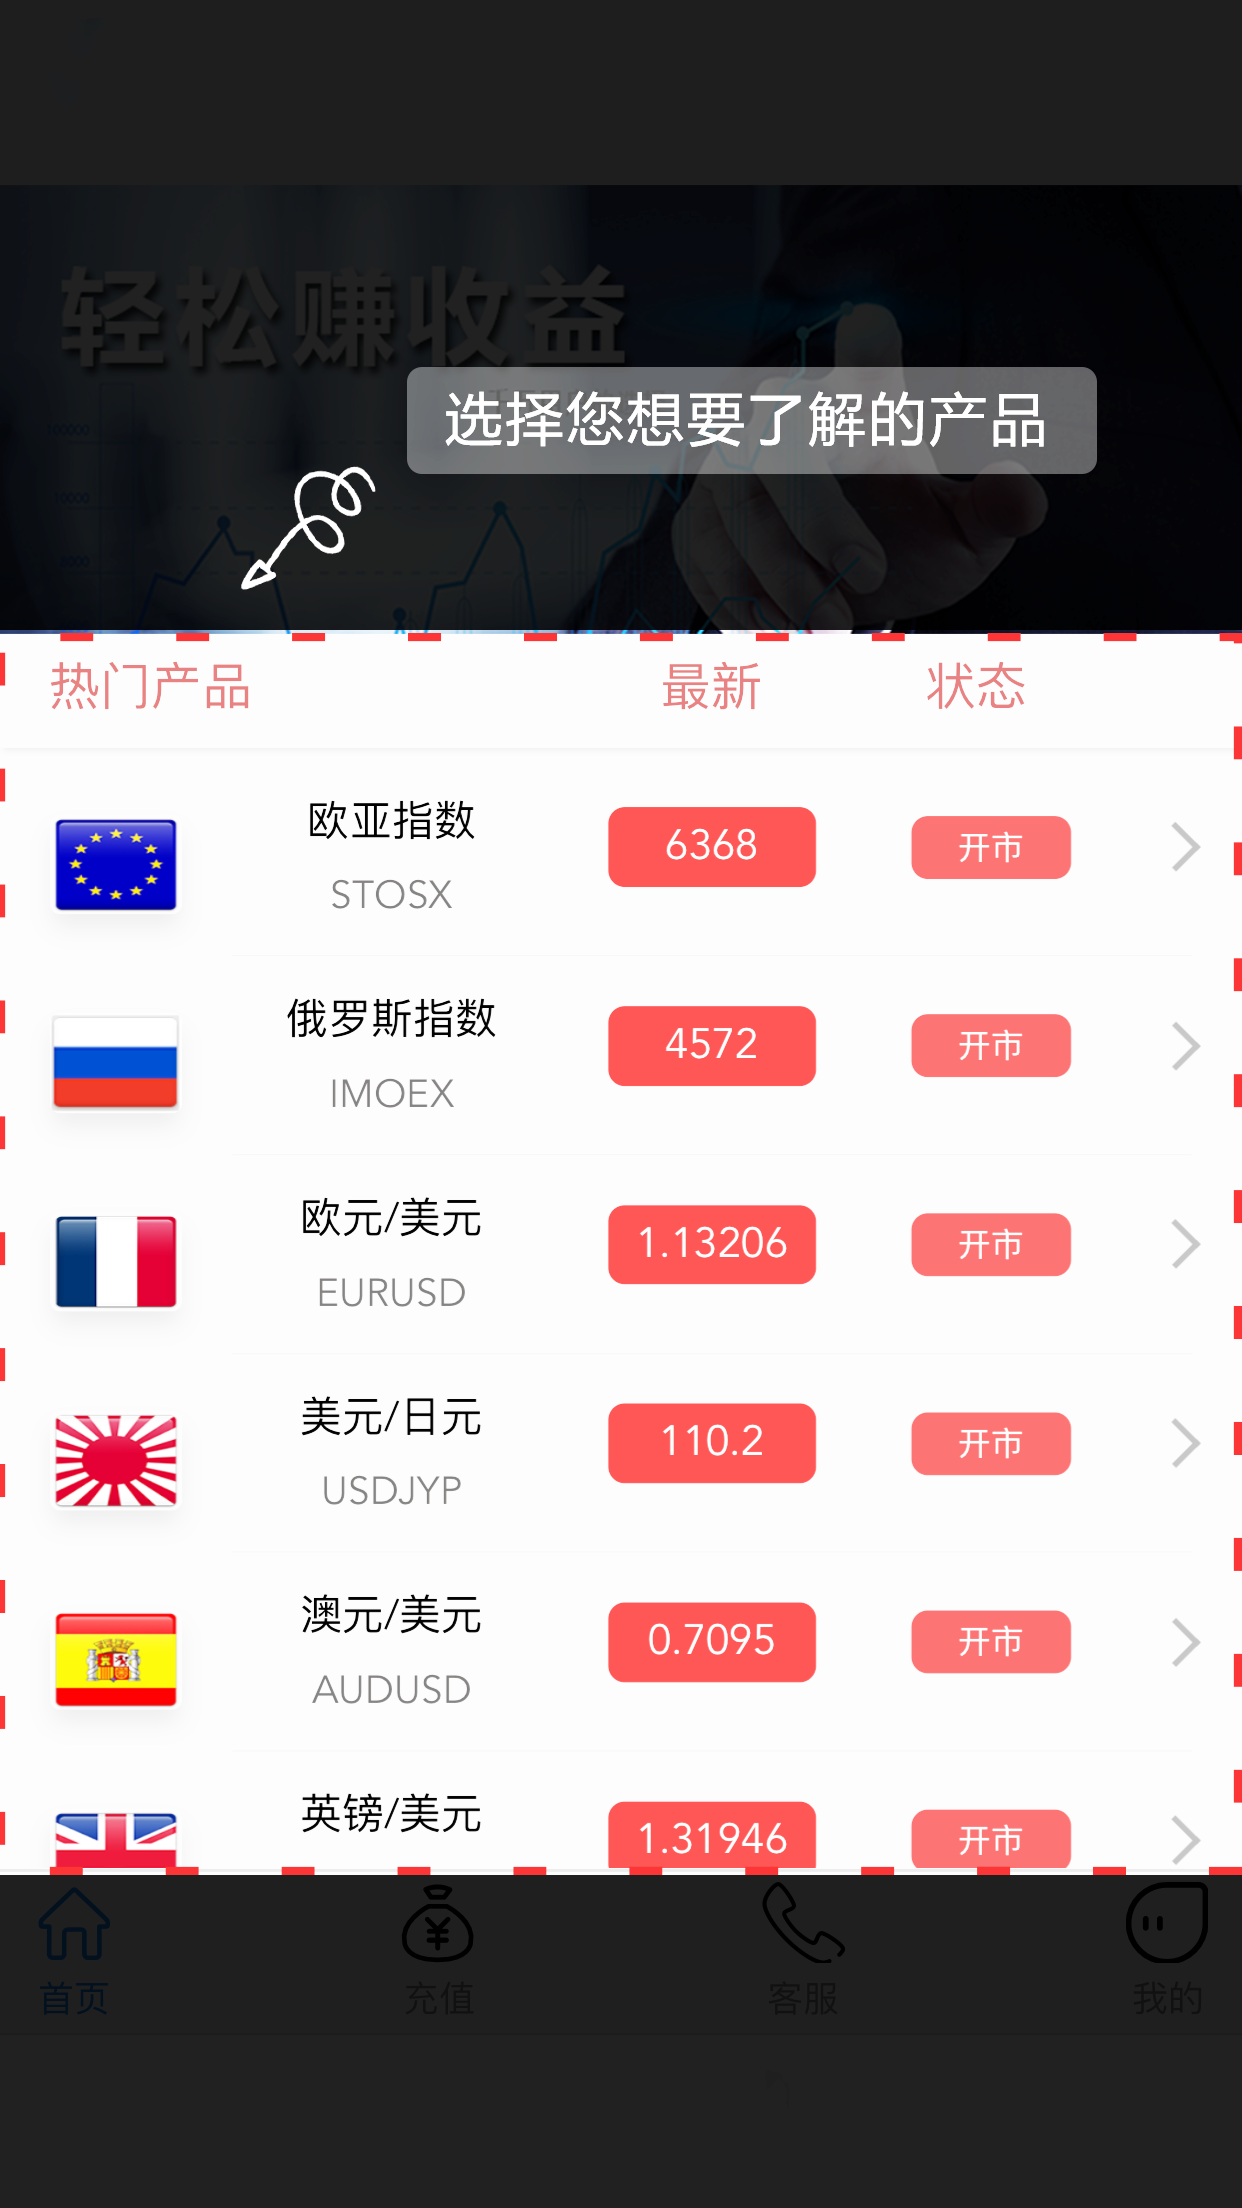 轻松赚收益
选择您想要了解的产品
热门产品 最新 状态
欧亚指数
6368 开市
STOSX
俄罗斯指数
4572 开市
IMOEX
欧元/美元
1.13206 开市
EURUSD
美元/日元
110.2 开市
USDJYP
澳元/美元
0.7095 开市
AUDUSD
英镑/美元
1.31946 开市
首页 充值 客服 我的